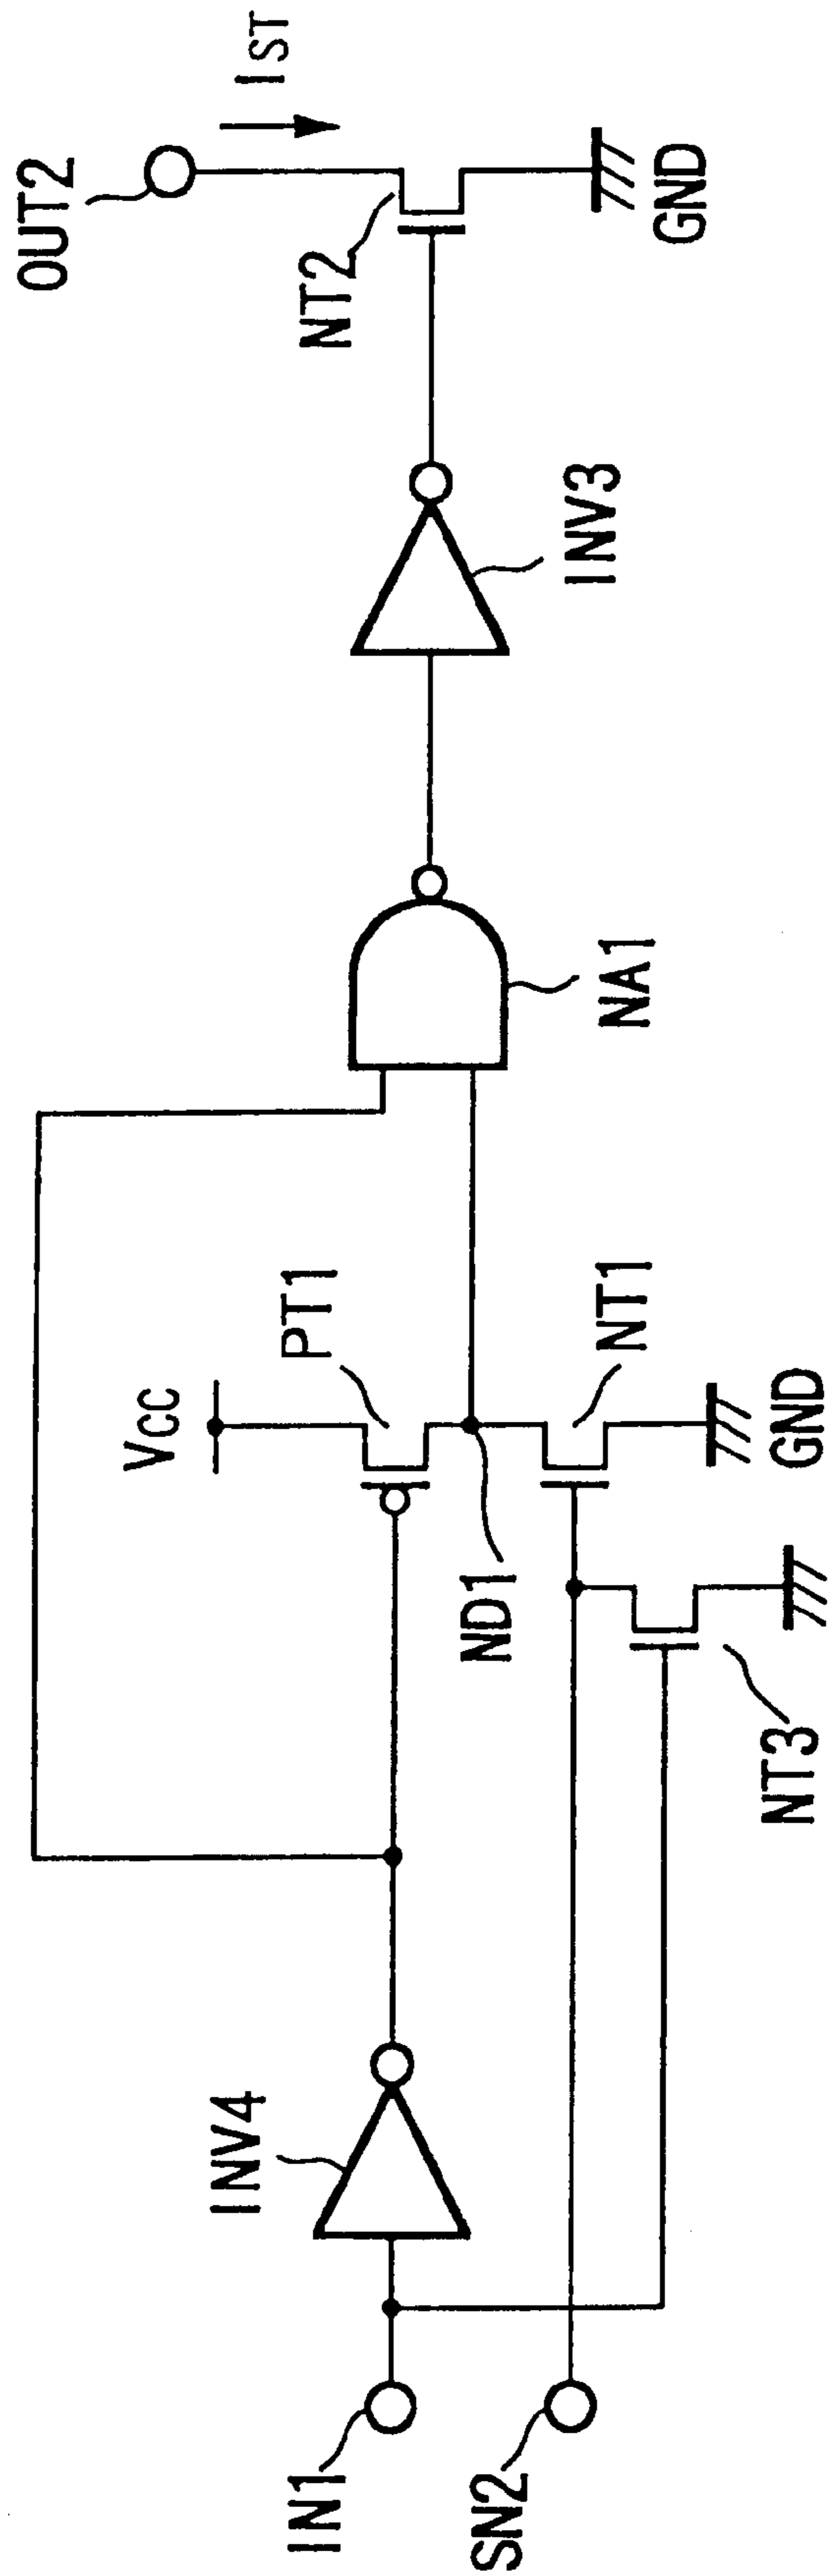 IN1
SN2
INV4
NT3
ND1
VCC
PT1
NT1
GND
NA1
INV3
NT2
OUT2
IST
GND